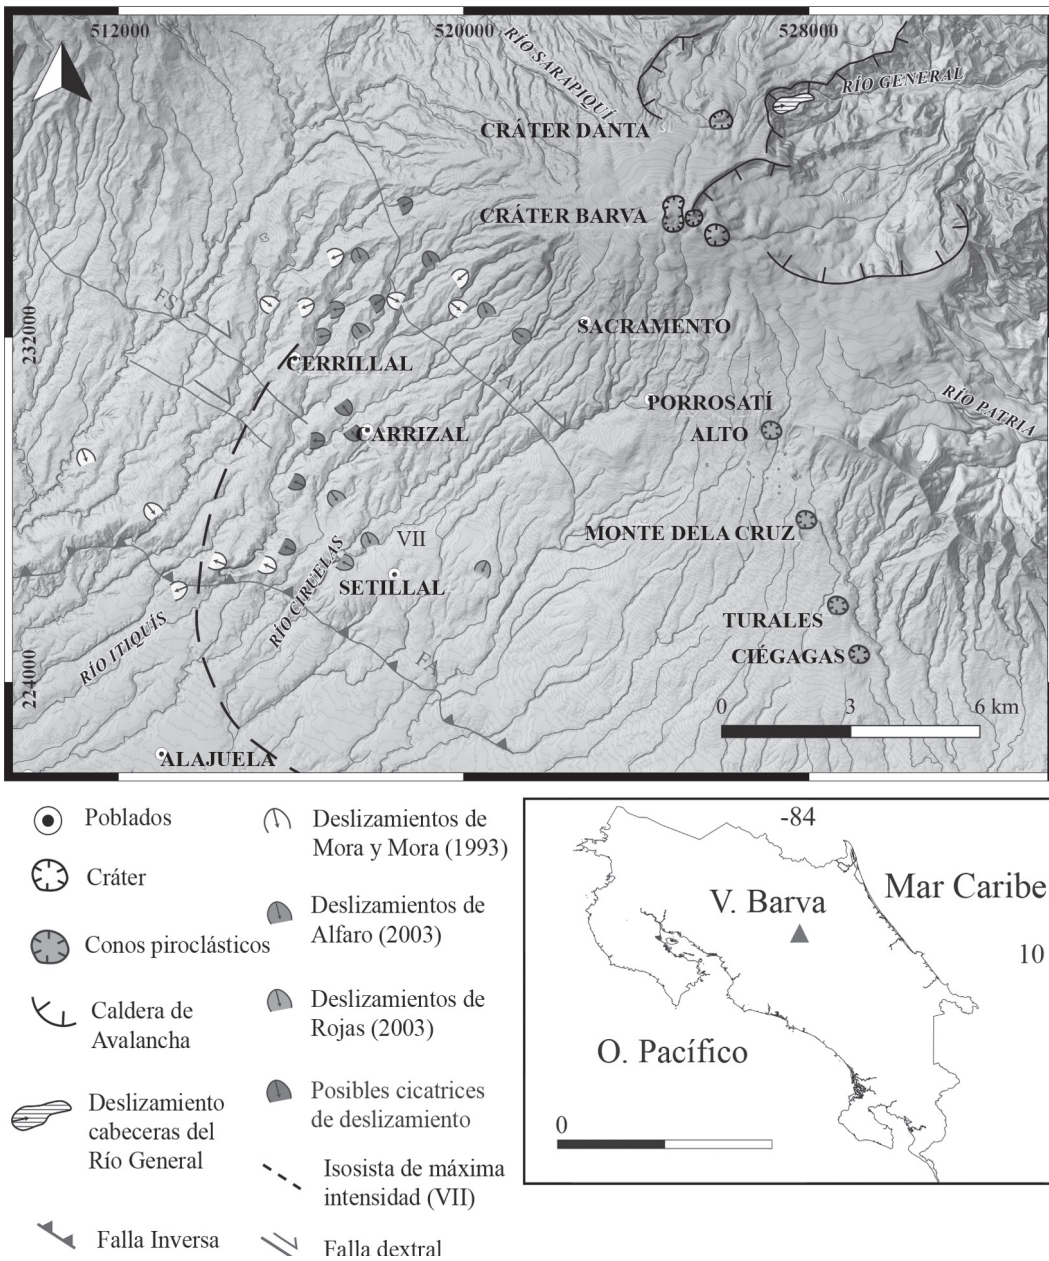 512000
520000
528000
RÍO SARAPIQUÍ
RÍO GENERAL
CRÁTER DANTA
CRÁTER BARVA
232000
FS
SACRAMENTO
CERRILLAL
AN
PORROSATÍ
RÍO PATRIA
CARRIZAL
ALTO
MONTE DELA CRUZ
VII
SETILLAL
RÍO CIRUELAS
RÍO ITIQUÍS
TURALES
CIÉGAGAS
224000
FA
0
3
6 km
ALAJUELA
Poblados
Cráter
Conos piroclásticos
Caldera de
Avalancha
Deslizamiento
cabeceras del
Río General
Falla Inversa
Deslizamientos de
Mora y Mora (1993)
Deslizamientos de
Alfaro (2003)
Deslizamientos de
Rojas (2003)
Posibles cicatrices
de deslizamiento
Isosista de máxima
intensidad (VII)
Falla dextral
-84
Mar Caribe
V. Barva
10
O. Pacífico
0